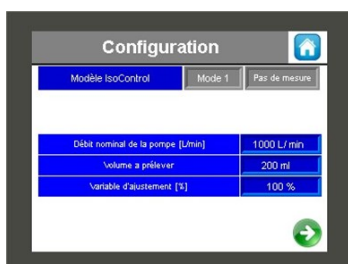 Configuration
Modèle IsoControl Mode 1 Pas de mesure
Débit nominal de la pompe [L/min] 1000 L/ min
Volume a préléver 200 ml
Variable d'ajustement [%] 100 %